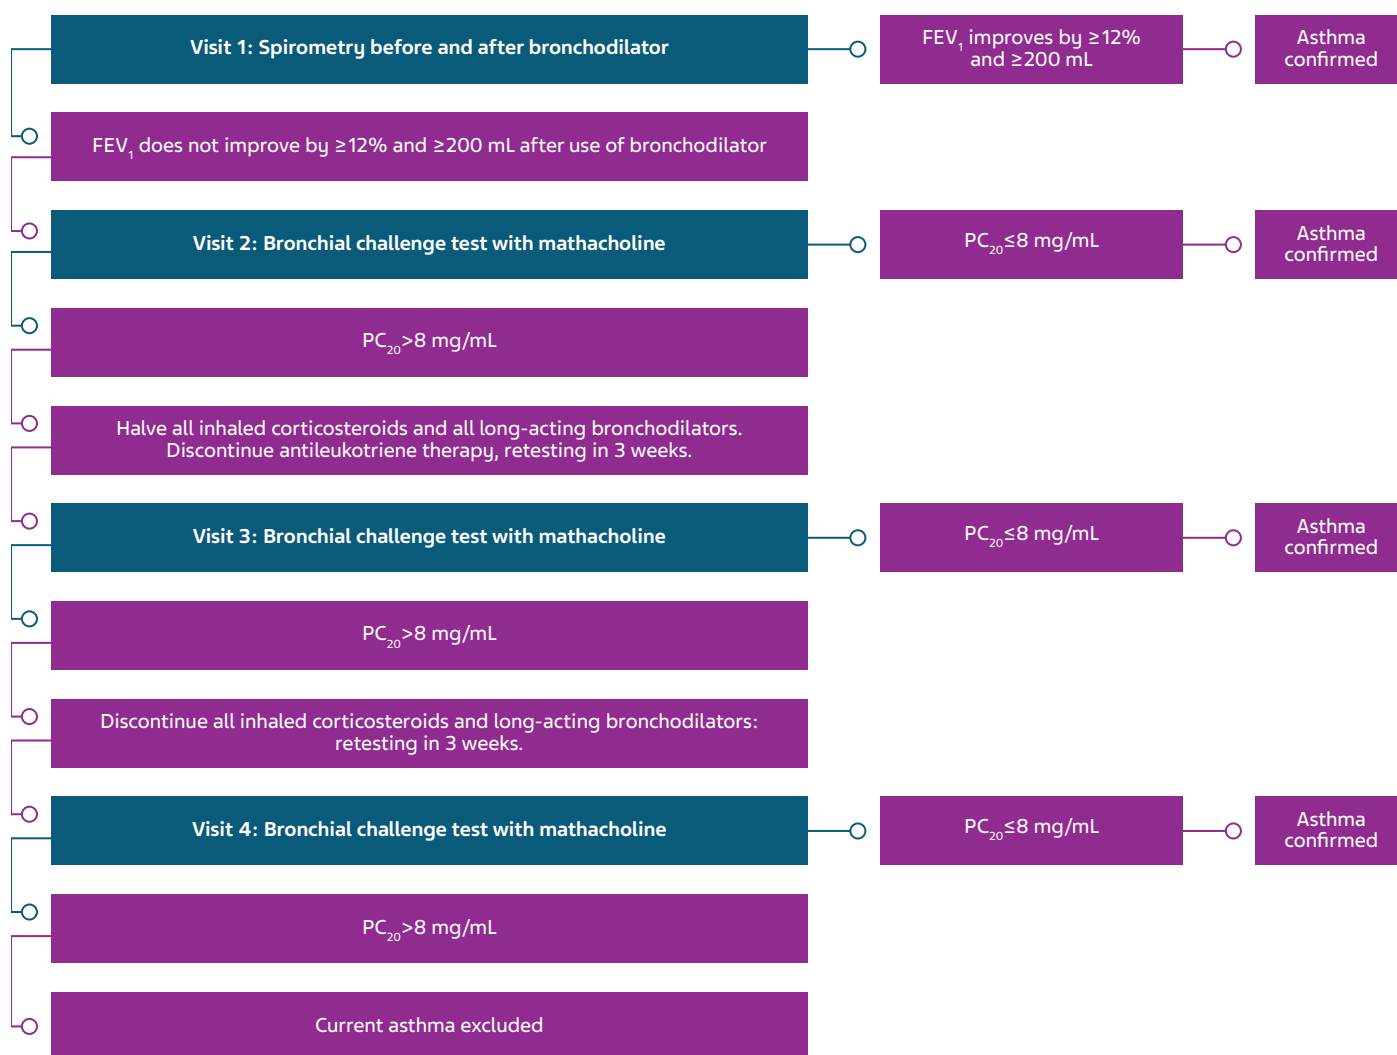 Visit 1: Spirometry before and after bronchodilator
FEV₁ improves by ≥12%
and ≥200 mL
Asthma
confirmed
FEV₁ does not improve by ≥12% and ≥200 mL after use of bronchodilator
Visit 2: Bronchial challenge test with mathacholine
PC₂₀≤8 mg/mL
Asthma
confirmed
PC₂₀>8 mg/mL
Halve all inhaled corticosteroids and all long-acting bronchodilators.
Discontinue antileukotriene therapy, retesting in 3 weeks.
Visit 3: Bronchial challenge test with mathacholine
PC₂₀≤8 mg/mL
Asthma
confirmed
PC₂₀>8 mg/mL
Discontinue all inhaled corticosteroids and long-acting bronchodilators:
retesting in 3 weeks.
Visit 4: Bronchial challenge test with mathacholine
PC₂₀≤8 mg/mL
Asthma
confirmed
PC₂₀>8 mg/mL
Current asthma excluded